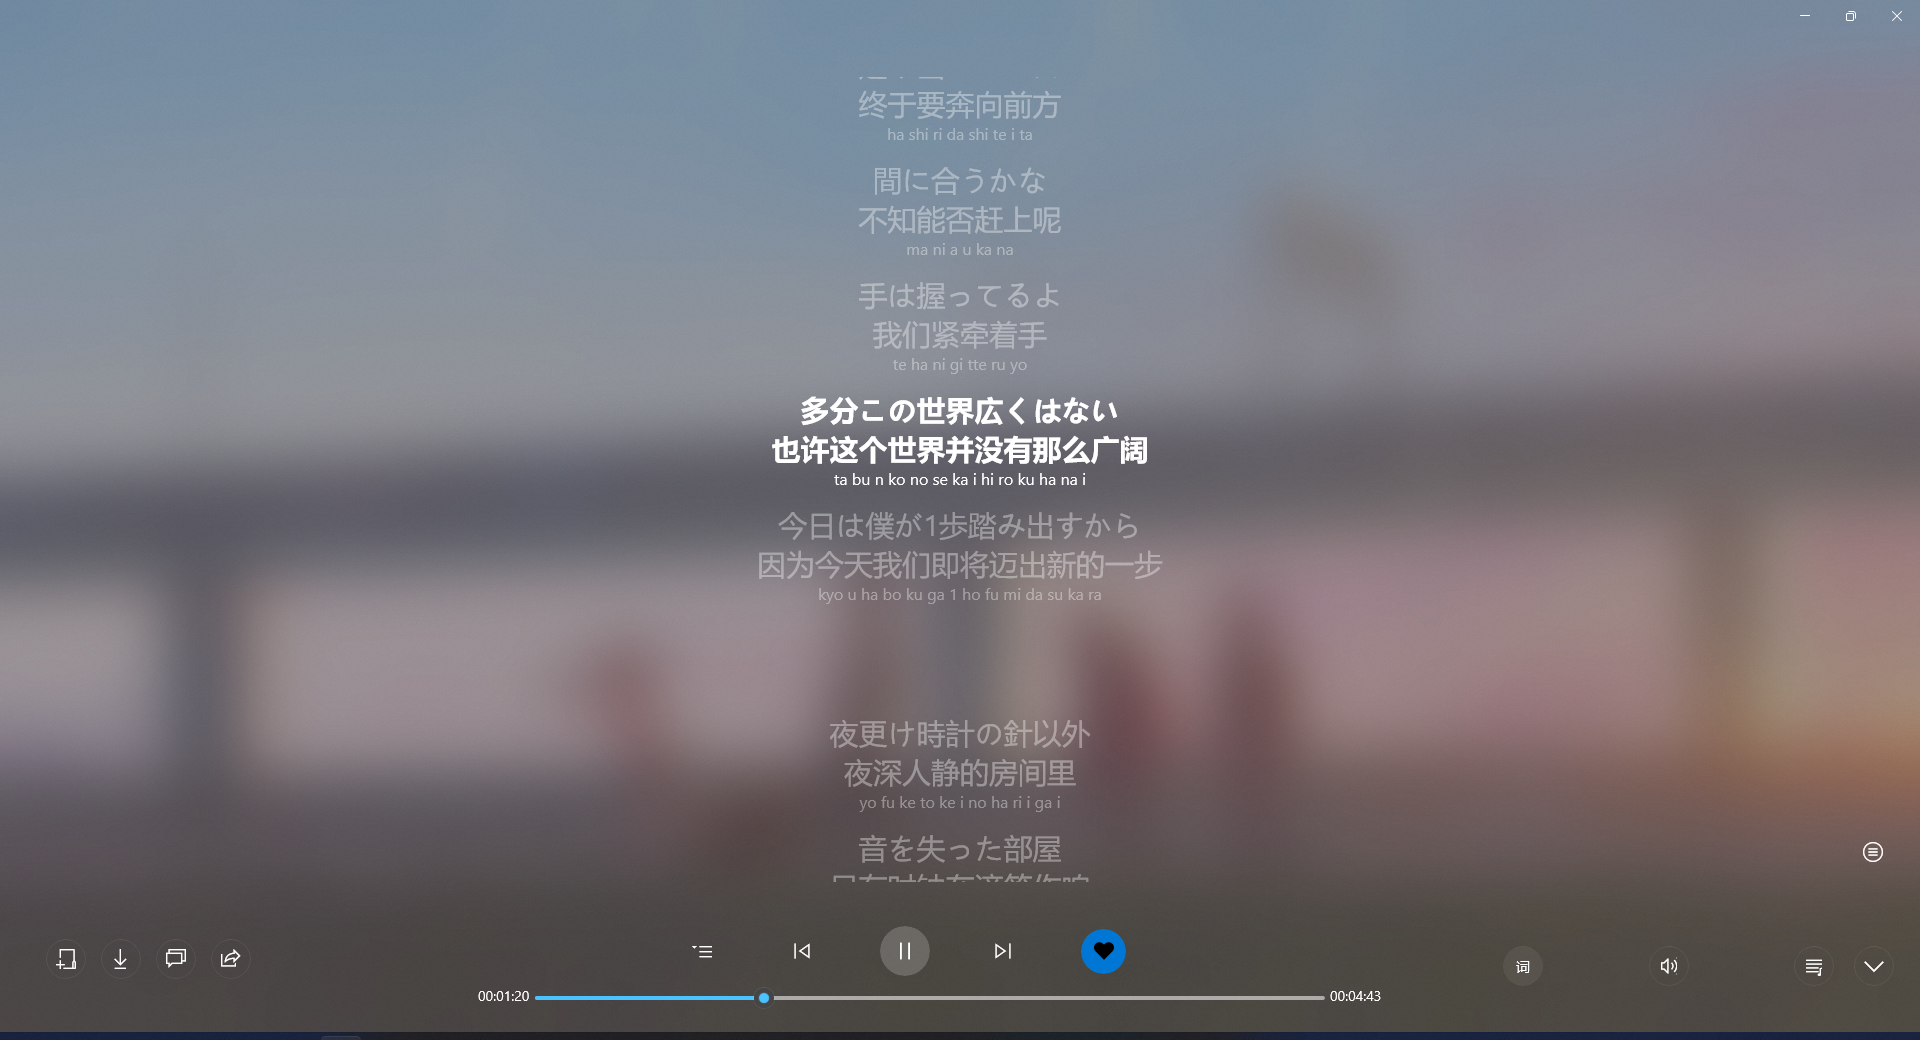 终于要奔向前方
ha shi ri da shi te i ta
間に合うかな
不知能否赶上呢
ma ni a u ka na
手は握ってるよ
我们紧牵着手
te ha ni gi tte ru yo
多分この世界広くはない
也许这个世界并没有那么广阔
ta bu n ko no se ka i hi ro ku ha na i
今日は僕が1歩踏み出すから
因为今天我们即将迈出新的一步
kyo u ha bo ku ga 1 ho fu mi da su ka ra
夜更け時計の針以外
夜深人静的房间里
yo fu ke to ke i no ha ri i ga i
音を失った部屋
词
00:01:20
00:04:43